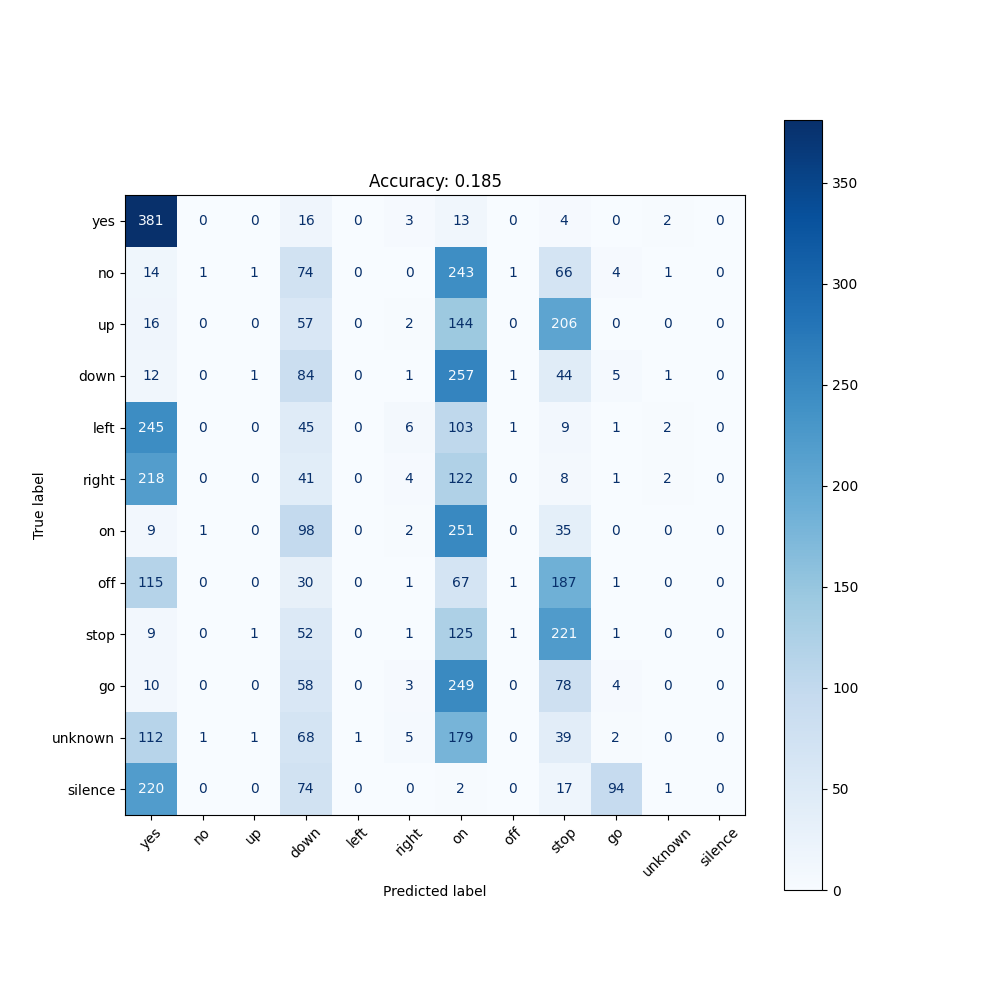 Accuracy: 0.185
yes 381 0 0 16 0 3 13 0 4 0 2 0
no 14 1 1 74 0 0 243 1 66 4 1 0
up 16 0 0 57 0 2 144 0 206 0 0 0
down 12 0 1 84 0 1 257 1 44 5 1 0
left 245 0 0 45 0 6 103 1 9 1 2 0
right 218 0 0 41 0 4 122 0 8 1 2 0
on 9 1 0 98 0 2 251 0 35 0 0 0
off 115 0 0 30 0 1 67 1 187 1 0 0
stop 9 0 1 52 0 1 125 1 221 1 0 0
go 10 0 0 58 0 3 249 0 78 4 0 0
unknown 112 1 1 68 1 5 179 0 39 2 0 0
silence 220 0 0 74 0 0 2 0 17 94 1 0
yes no up down left right on off stop go unknown silence
Predicted label
True label
350
300
250
200
150
100
50
0